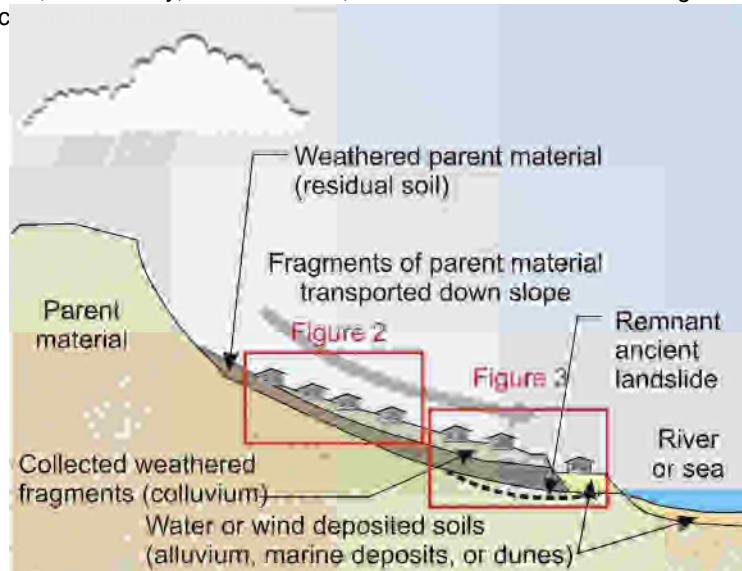 c
Weathered parent material
(residual soil)
Fragments of parent material
transported down slope
Parent
material
Figure 2
Figure 3
Remnant
ancient
landslide
River
or sea
Collected weathered
fragments (colluvium)
Water or wind deposited soils
(alluvium, marine deposits, or dunes)